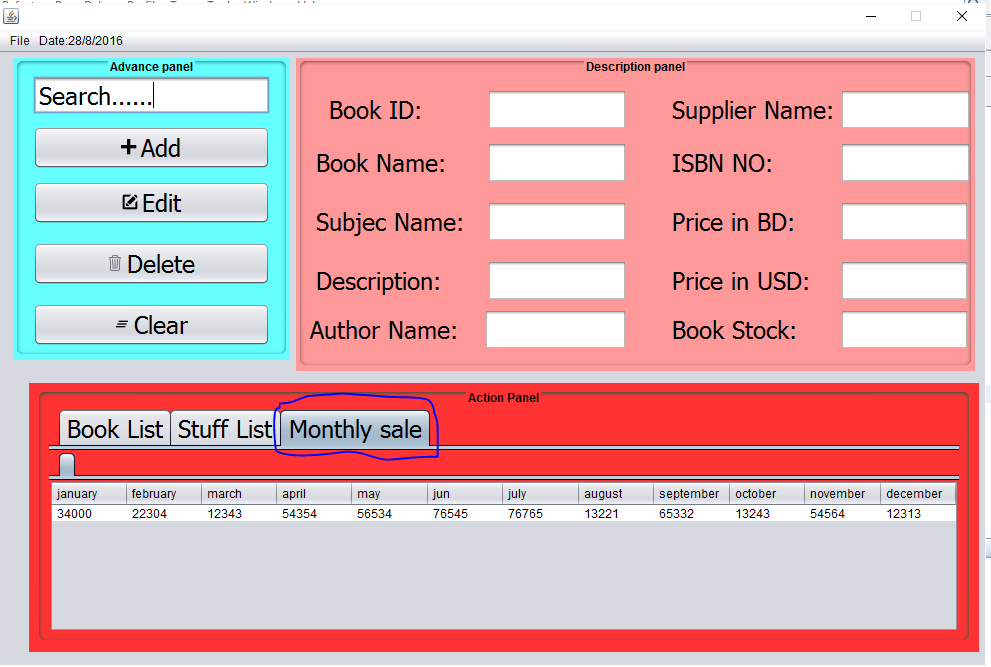 File Date:28/8/2016
Advance panel
Search......
Add
Edit
Delete
Clear
Description panel
Book ID:
Supplier Name:
Book Name:
ISBN NO:
Subjec Name:
Price in BD:
Description:
Price in USD:
Author Name:
Book Stock:
Action Panel
Book List Stuff List Monthly sale
january february march april may jun july august september october november december
34000 22304 12343 54354 56534 76545 76765 13221 65332 13243 54564 12313